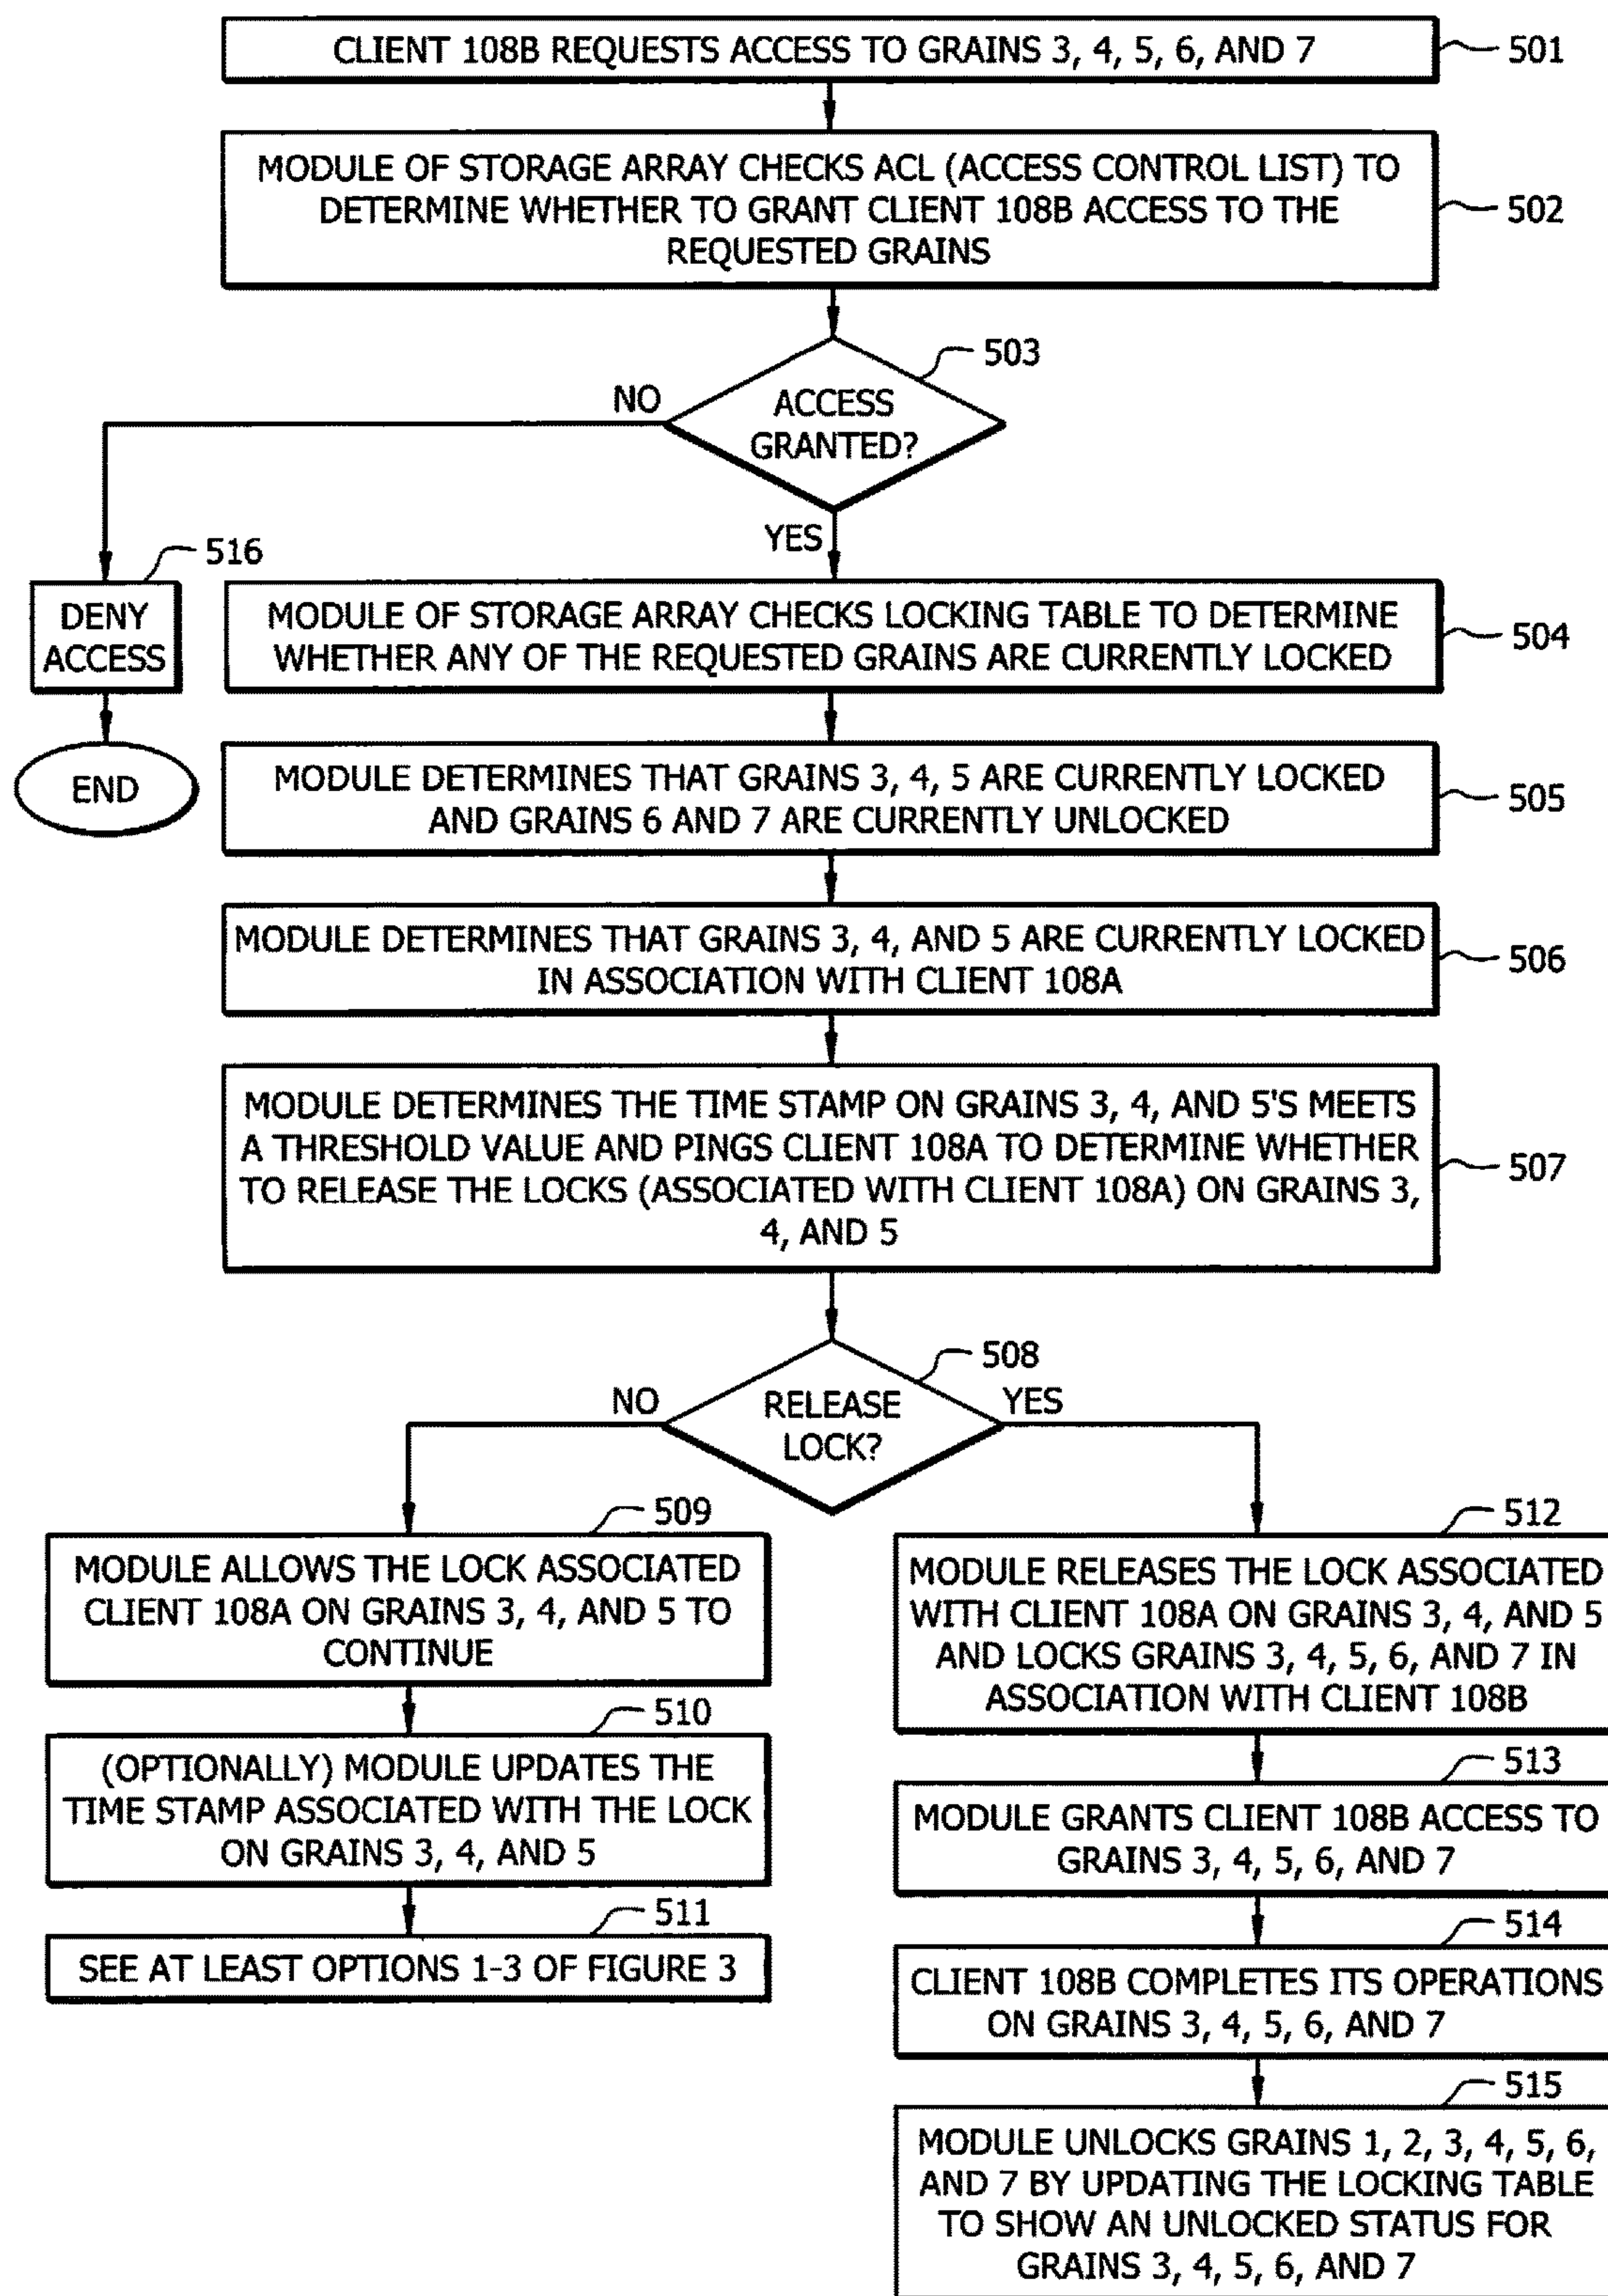 CLIENT 108B REQUESTS ACCESS TO GRAINS 3, 4, 5, 6, AND 7
501
MODULE OF STORAGE ARRAY CHECKS ACL (ACCESS CONTROL LIST) TO
DETERMINE WHETHER TO GRANT CLIENT 108B ACCESS TO THE
REQUESTED GRAINS
502
503
ACCESS
GRANTED?
NO
YES
516
DENY
ACCESS
END
MODULE OF STORAGE ARRAY CHECKS LOCKING TABLE TO DETERMINE
WHETHER ANY OF THE REQUESTED GRAINS ARE CURRENTLY LOCKED
504
MODULE DETERMINES THAT GRAINS 3, 4, 5 ARE CURRENTLY LOCKED
AND GRAINS 6 AND 7 ARE CURRENTLY UNLOCKED
505
MODULE DETERMINES THAT GRAINS 3, 4, AND 5 ARE CURRENTLY LOCKED
IN ASSOCIATION WITH CLIENT 108A
506
MODULE DETERMINES THE TIME STAMP ON GRAINS 3, 4, AND 5'S MEETS
A THRESHOLD VALUE AND PINGS CLIENT 108A TO DETERMINE WHETHER
TO RELEASE THE LOCKS (ASSOCIATED WITH CLIENT 108A) ON GRAINS 3,
4, AND 5
507
508
RELEASE
LOCK?
NO
YES
509
MODULE ALLOWS THE LOCK ASSOCIATED
CLIENT 108A ON GRAINS 3, 4, AND 5 TO
CONTINUE
510
(OPTIONALLY) MODULE UPDATES THE
TIME STAMP ASSOCIATED WITH THE LOCK
ON GRAINS 3, 4, AND 5
511
SEE AT LEAST OPTIONS 1-3 OF FIGURE 3
512
MODULE RELEASES THE LOCK ASSOCIATED
WITH CLIENT 108A ON GRAINS 3, 4, AND 5
AND LOCKS GRAINS 3, 4, 5, 6, AND 7 IN
ASSOCIATION WITH CLIENT 108B
513
MODULE GRANTS CLIENT 108B ACCESS TO
GRAINS 3, 4, 5, 6, AND 7
514
CLIENT 108B COMPLETES ITS OPERATIONS
ON GRAINS 3, 4, 5, 6, AND 7
515
MODULE UNLOCKS GRAINS 1, 2, 3, 4, 5, 6,
AND 7 BY UPDATING THE LOCKING TABLE
TO SHOW AN UNLOCKED STATUS FOR
GRAINS 3, 4, 5, 6, AND 7